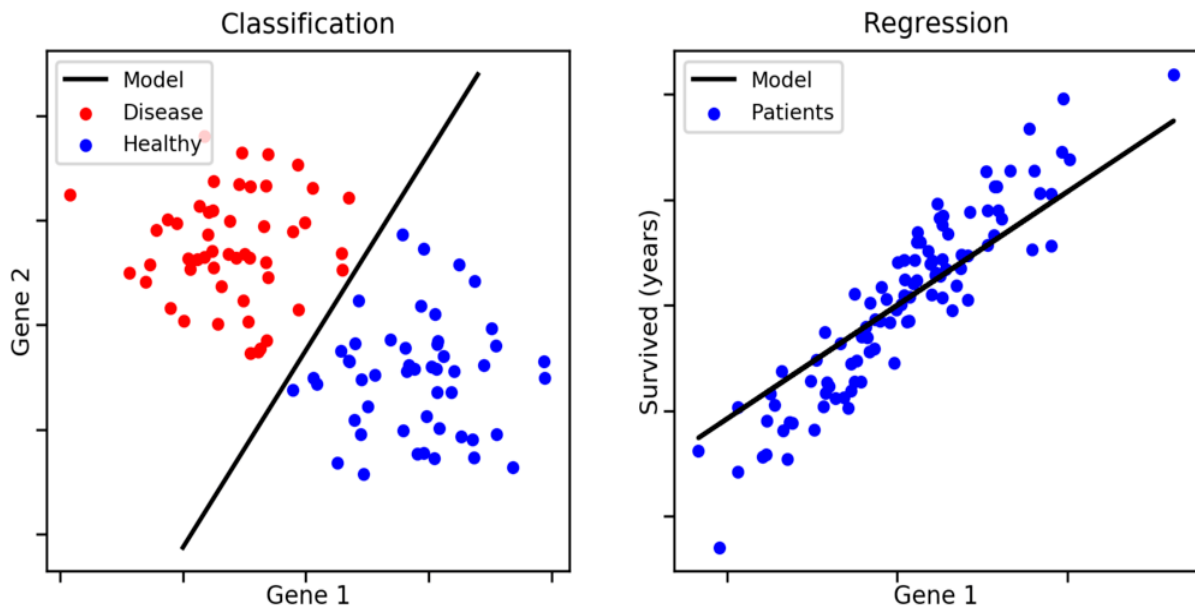 Classification
Model
Disease
Healthy
Gene 2
Gene 1
Regression
Model
Patients
Survived (years)
Gene 1